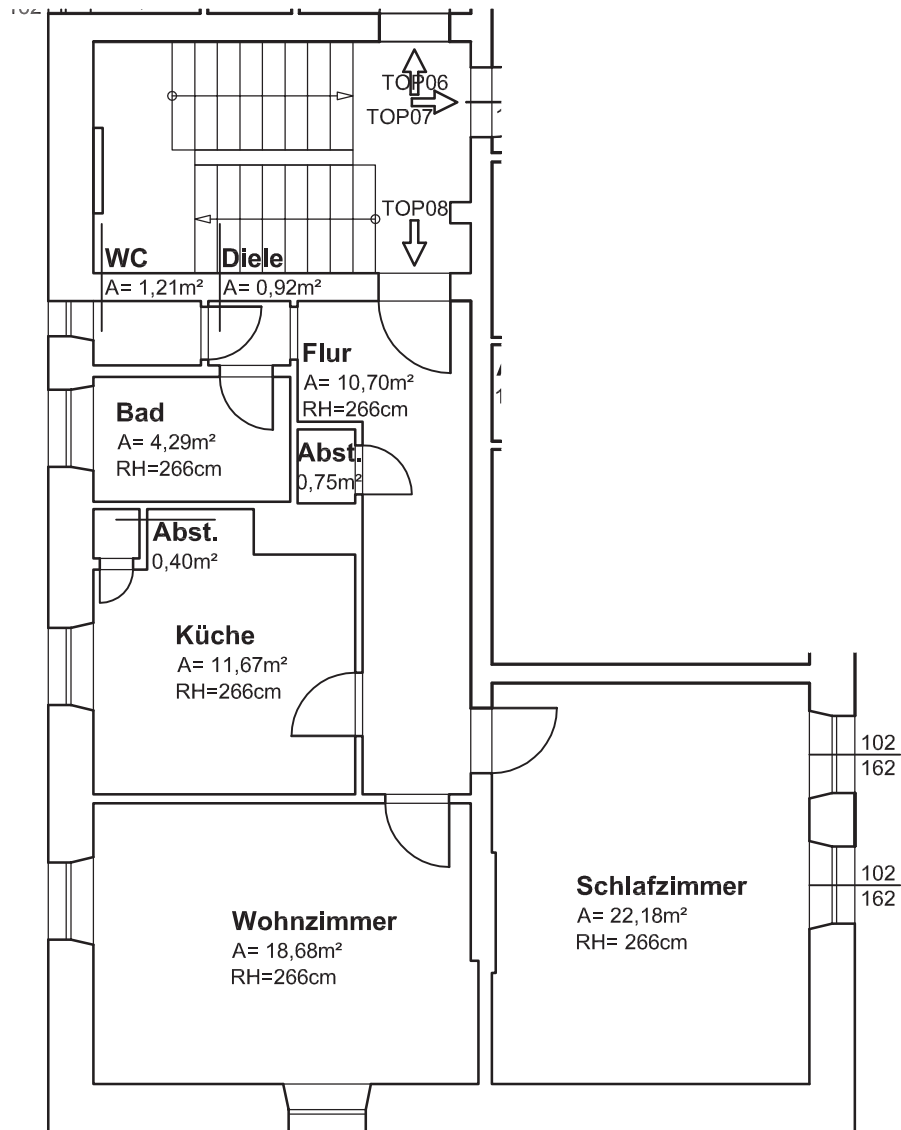 TOP06
TOP07
TOP08
WC
A= 1,21m²
Diele
A= 0,92m²
Flur
A= 10,70m²
RH=266cm
Bad
A= 4,29m²
RH=266cm
Abst.
0,75m²
Abst.
0,40m²
Küche
A= 11,67m²
RH=266cm
102
162
102
162
Schlafzimmer
A= 22,18m²
RH= 266cm
Wohnzimmer
A= 18,68m²
RH=266cm